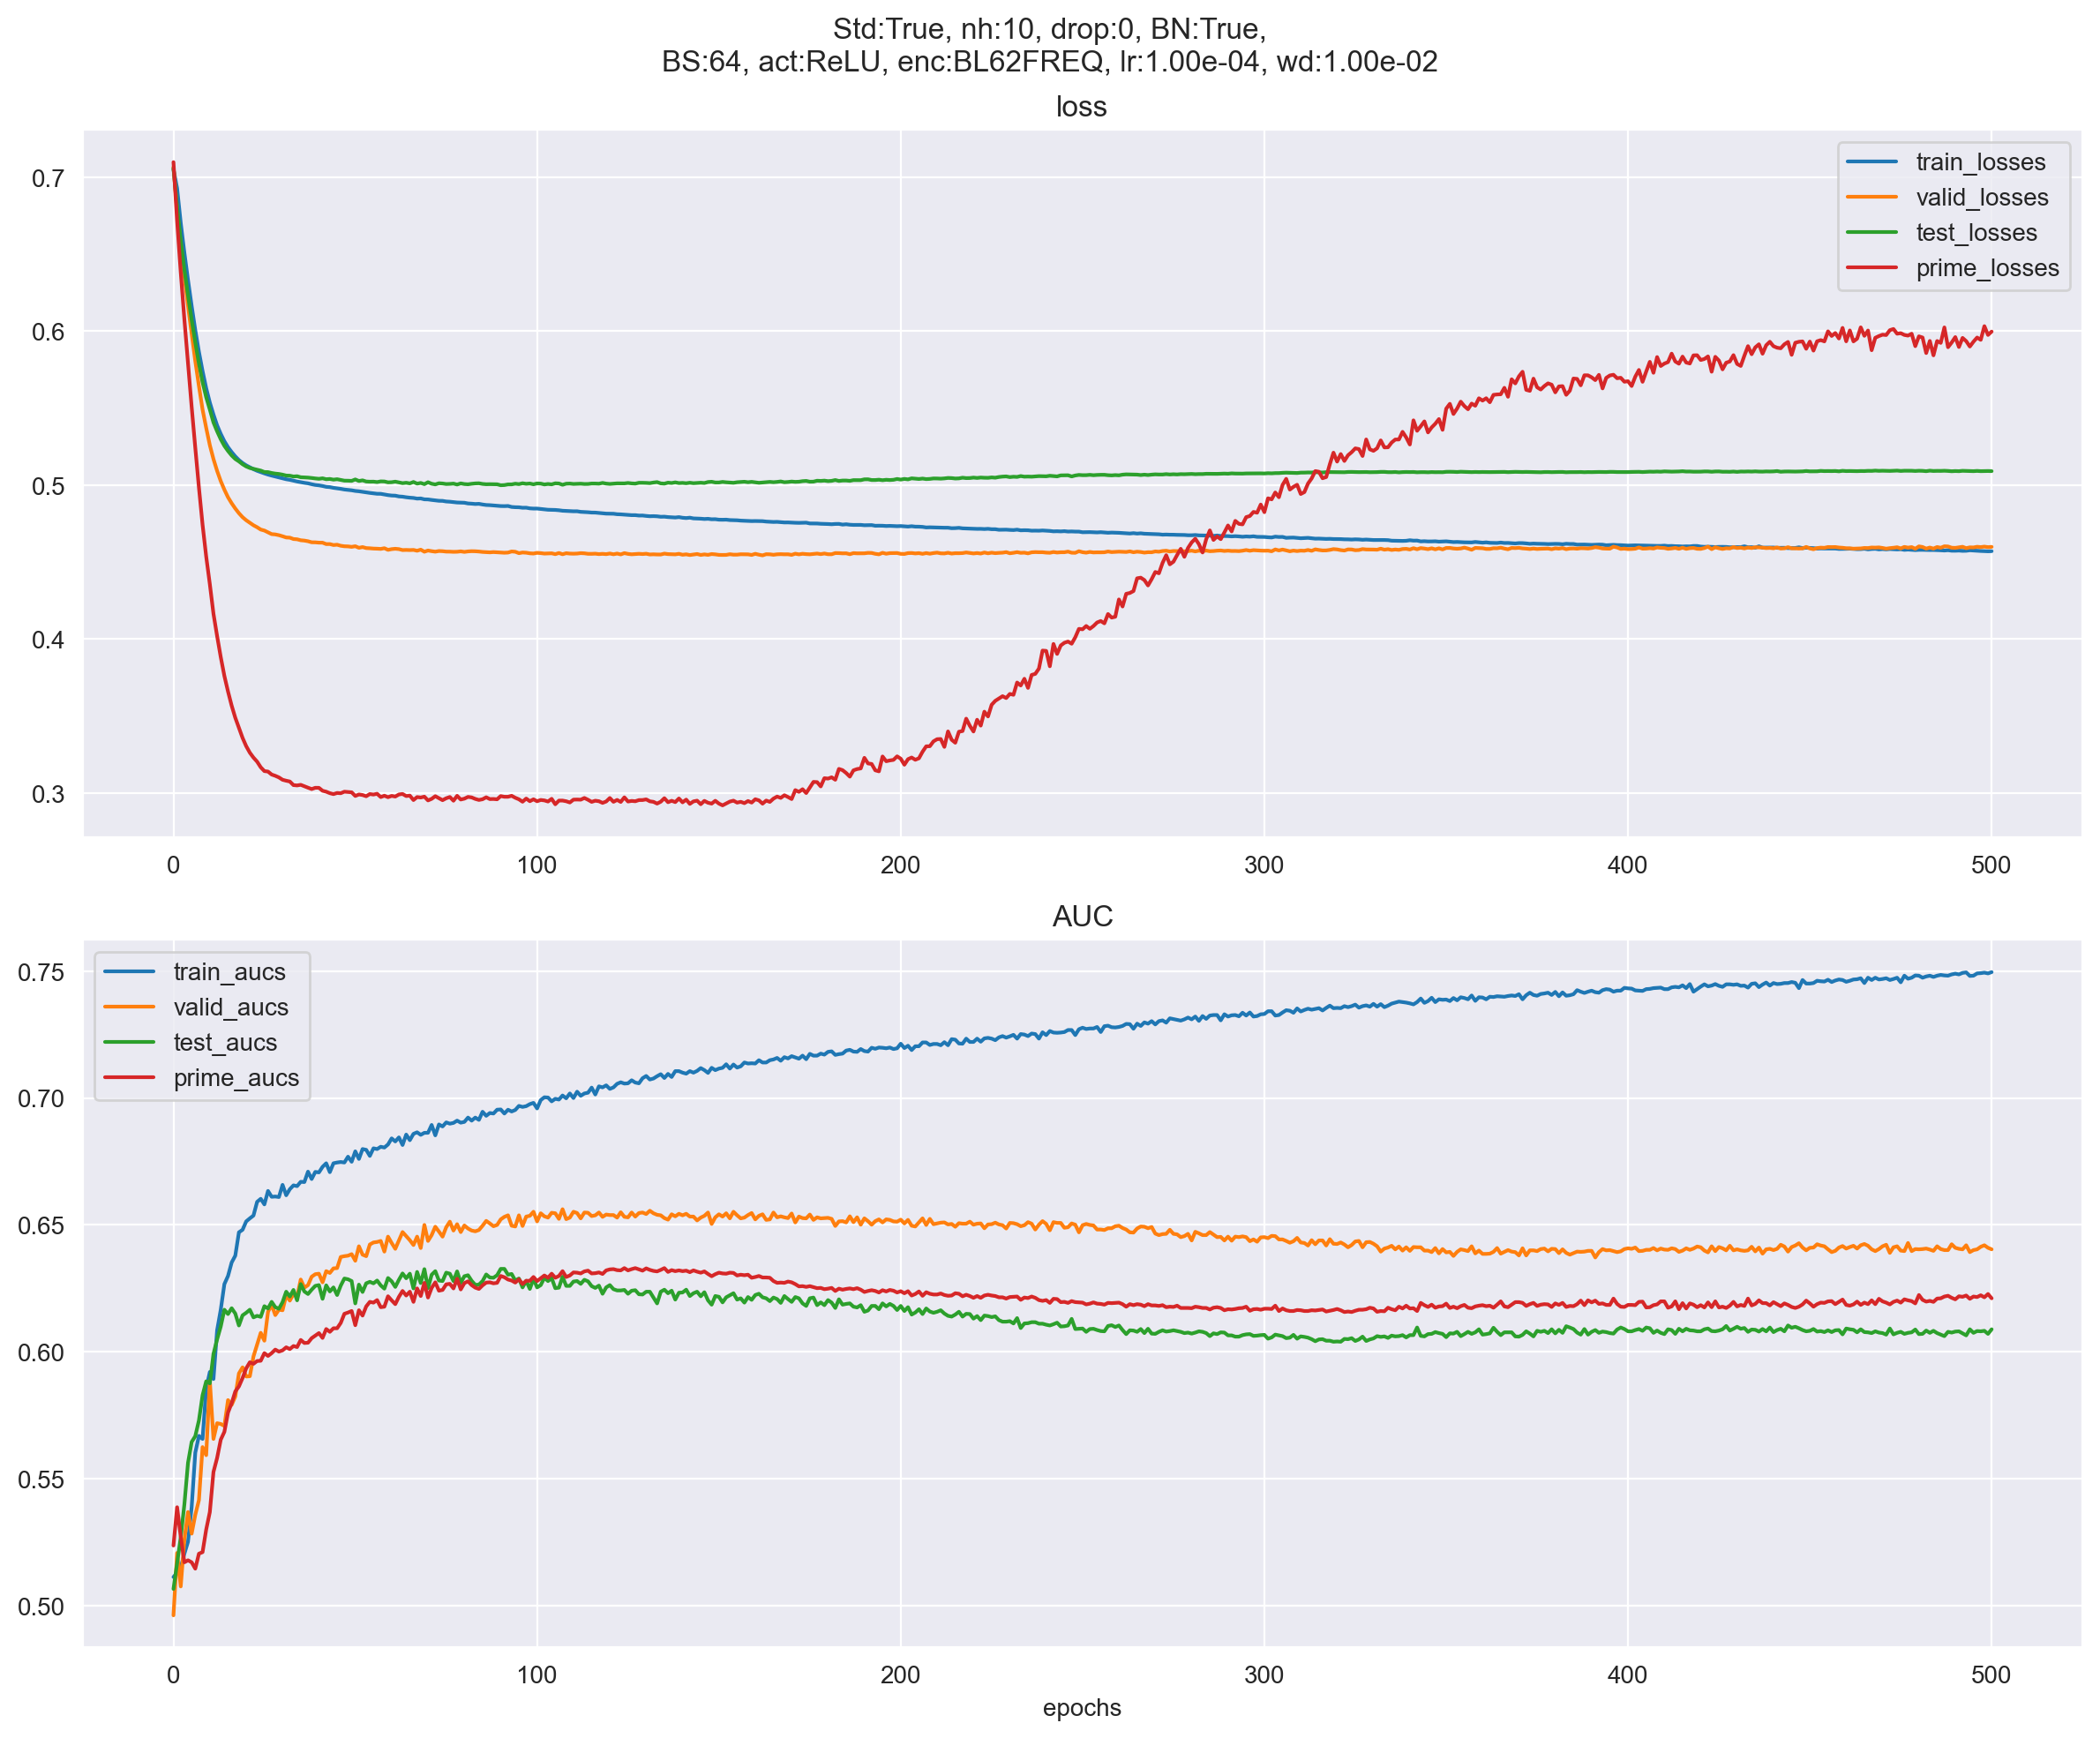 Std:True, nh:10, drop:0, BN:True,
BS:64, act:ReLU, enc:BL62FREQ, lr:1.00e-04, wd:1.00e-02
loss
0.7
0.6
0.5
0.4
0.3
train_losses
valid_losses
test_losses
prime_losses
0 100 200 300 400 500
AUC
0.75
0.70
0.65
0.60
0.55
0.50
train_aucs
valid_aucs
test_aucs
prime_aucs
0 100 200 300 400 500
epochs